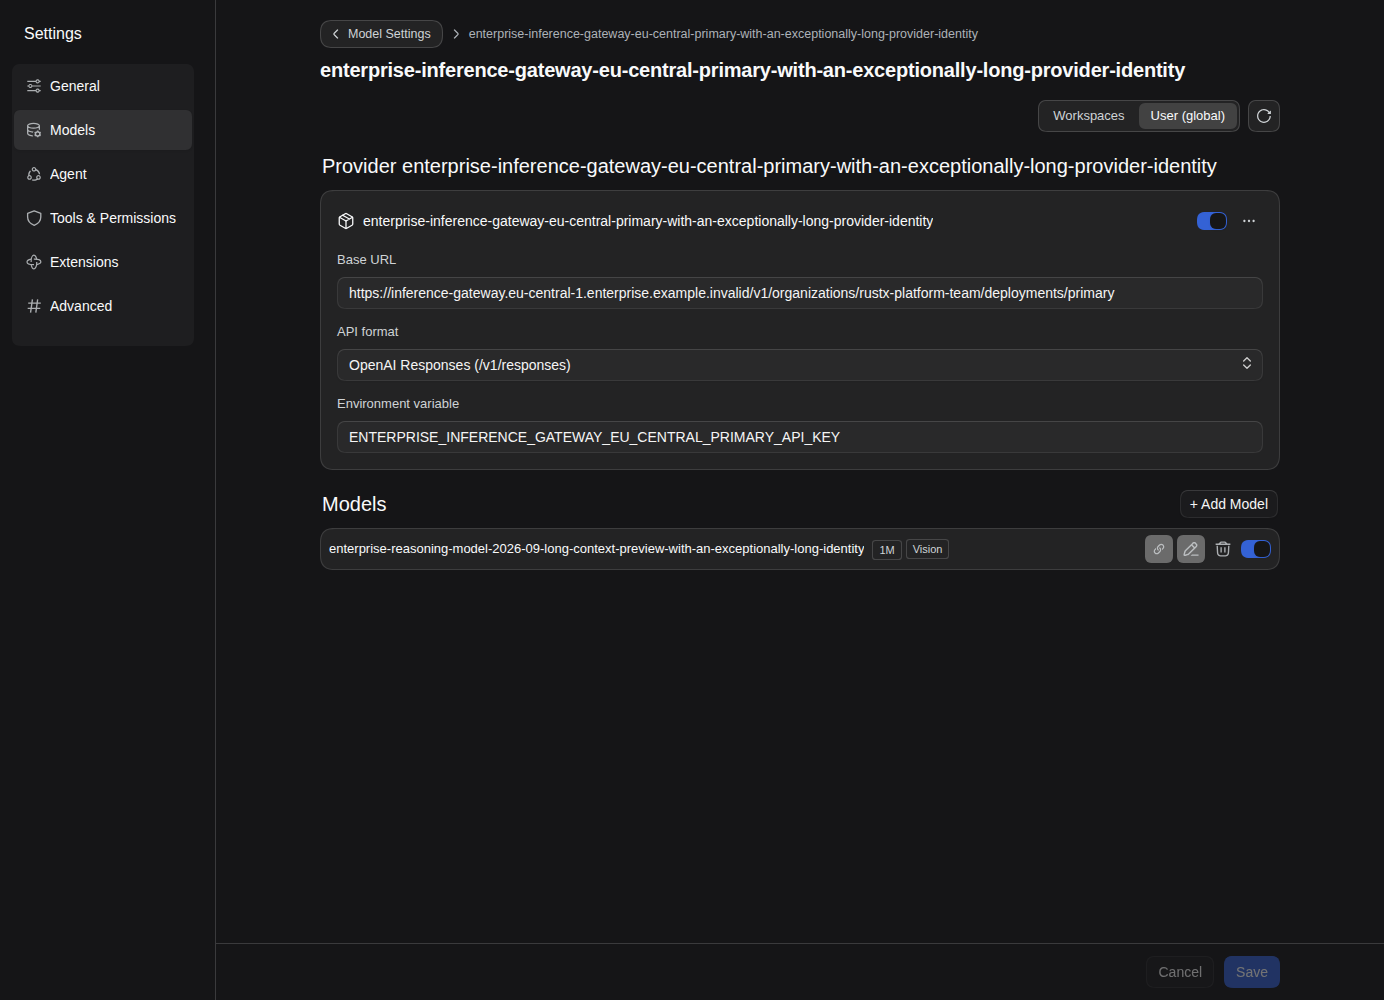 Settings
General
Models
Agent
Tools & Permissions
Extensions
Advanced
Model Settings
enterprise-inference-gateway-eu-central-primary-with-an-exceptionally-long-provider-identity
enterprise-inference-gateway-eu-central-primary-with-an-exceptionally-long-provider-identity
Workspaces
User (global)
Provider enterprise-inference-gateway-eu-central-primary-with-an-exceptionally-long-provider-identity
enterprise-inference-gateway-eu-central-primary-with-an-exceptionally-long-provider-identity
Base URL
https://inference-gateway.eu-central-1.enterprise.example.invalid/v1/organizations/rustx-platform-team/deployments/primary
API format
OpenAI Responses (/v1/responses)
Environment variable
ENTERPRISE_INFERENCE_GATEWAY_EU_CENTRAL_PRIMARY_API_KEY
Models
+ Add Model
enterprise-reasoning-model-2026-09-long-context-preview-with-an-exceptionally-long-identity
1M
Vision
Cancel
Save